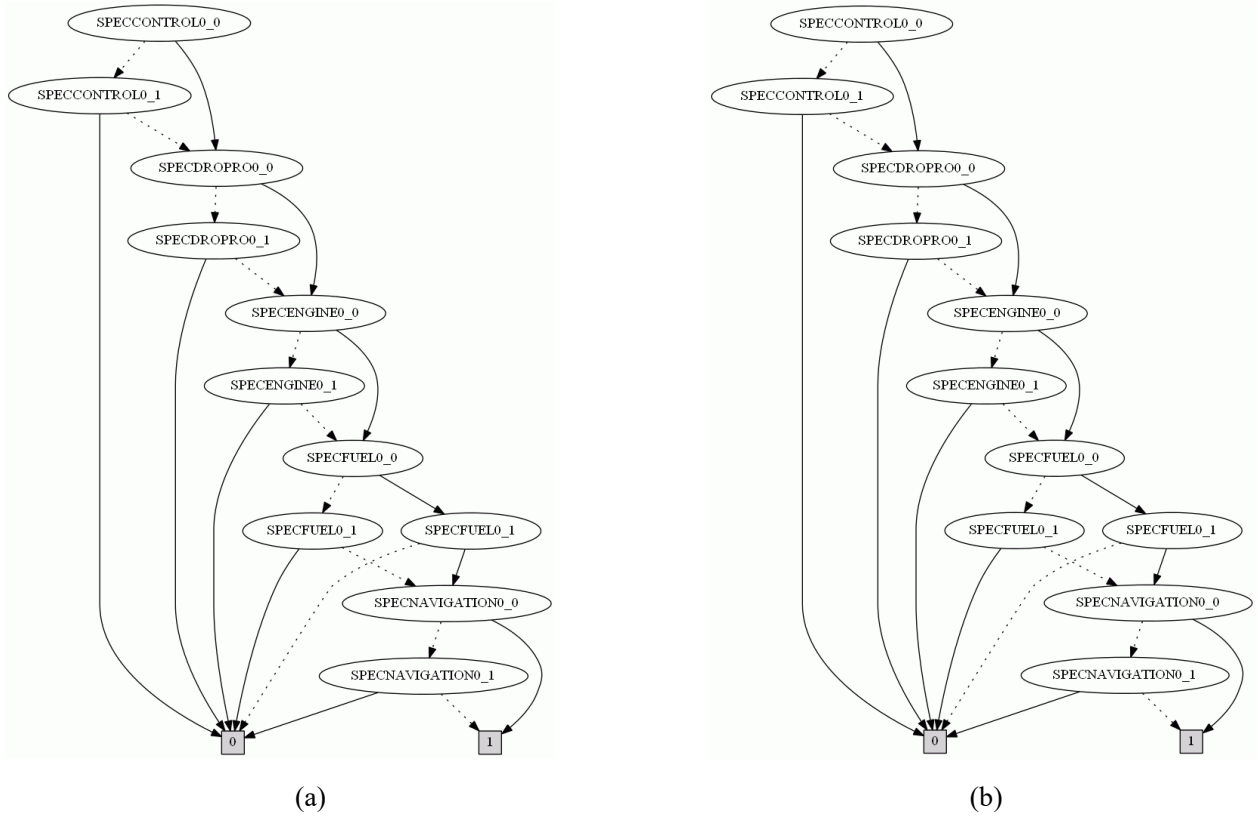 SPECCONTROL0_0
SPECCONTROL0_1
SPECDROPRO0_0
SPECDROPRO0_1
SPECENGINE0_0
SPECENGINE0_1
SPECFUEL0_0
SPECFUEL0_1 SPECFUEL0_1
SPECNAVIGATION0_0
SPECNAVIGATION0_1
0 1
(a)
SPECCONTROL0_0
SPECCONTROL0_1
SPECDROPRO0_0
SPECDROPRO0_1
SPECENGINE0_0
SPECENGINE0_1
SPECFUEL0_0
SPECFUEL0_1 SPECFUEL0_1
SPECNAVIGATION0_0
SPECNAVIGATION0_1
0 1
(b)